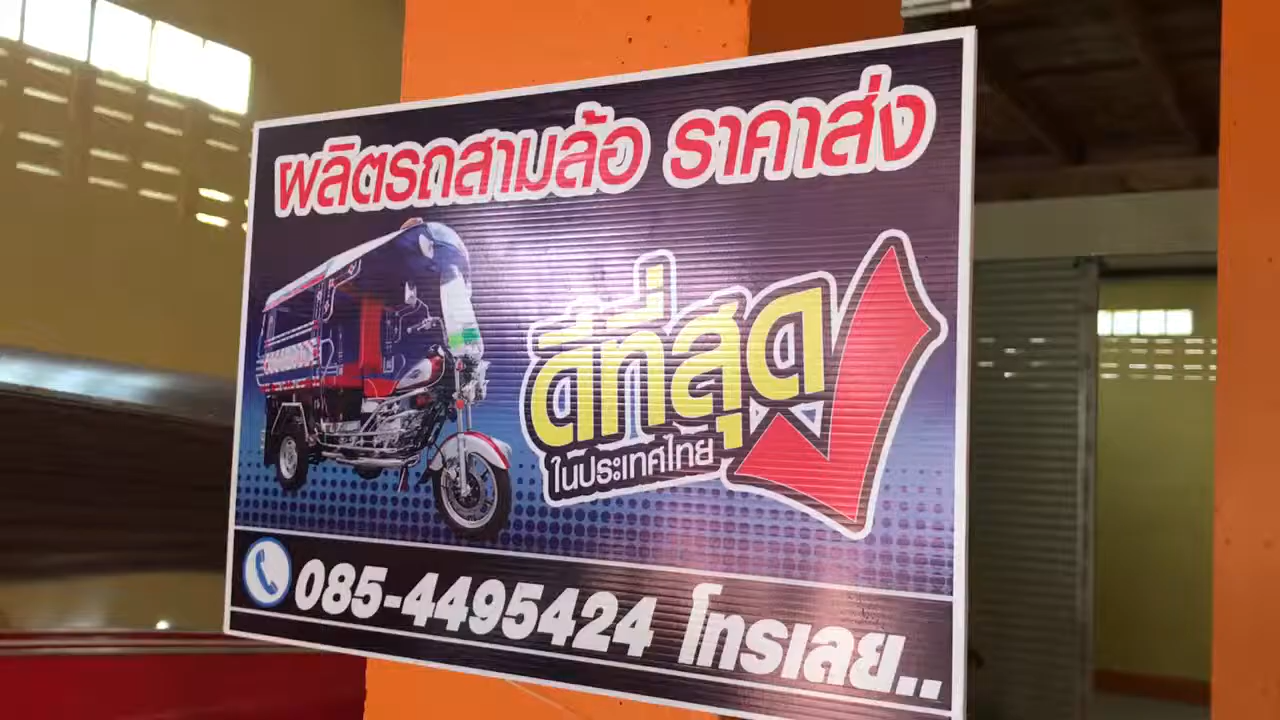 ผลิตรถสามล้อ ราคาส่ง
ดีที่สุด
ในประเทศไทย
085-4495424 โทรเลย..